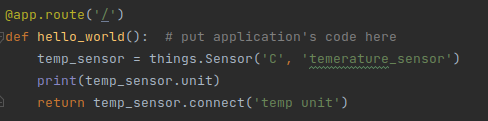 @app.route('/')
def hello_world():  # put application's code here
    temp_sensor = things.Sensor('C', 'temerature_sensor')
    print(temp_sensor.unit)
    return temp_sensor.connect('temp unit')